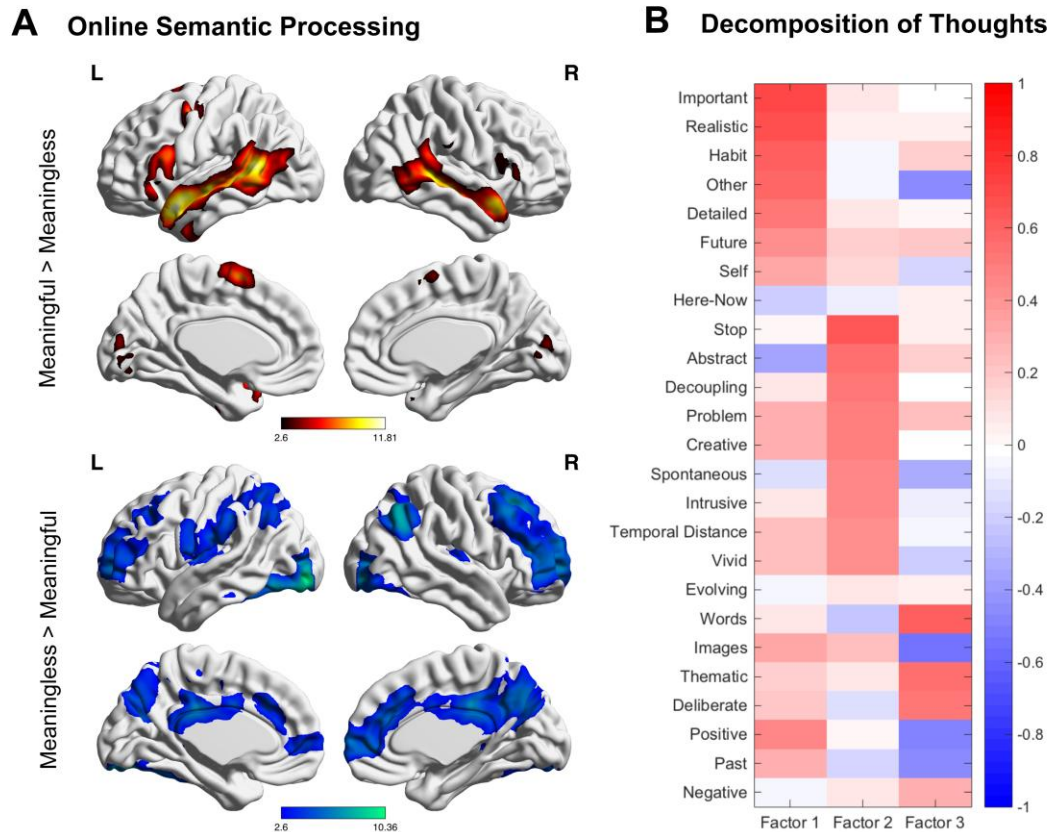 A Online Semantic Processing
L
R
Meaningful > Meaningless
2.6
11.81
L
R
Meaningless > Meaningful
2.6
10.36
B Decomposition of Thoughts
Important
Realistic
Habit
Other
Detailed
Future
Self
Here-Now
Stop
Abstract
Decoupling
Problem
Creative
Spontaneous
Intrusive
Temporal Distance
Vivid
Evolving
Words
Images
Thematic
Deliberate
Positive
Past
Negative
Factor 1 Factor 2 Factor 3
1
0.8
0.6
0.4
0.2
0
-0.2
-0.4
-0.6
-0.8
-1